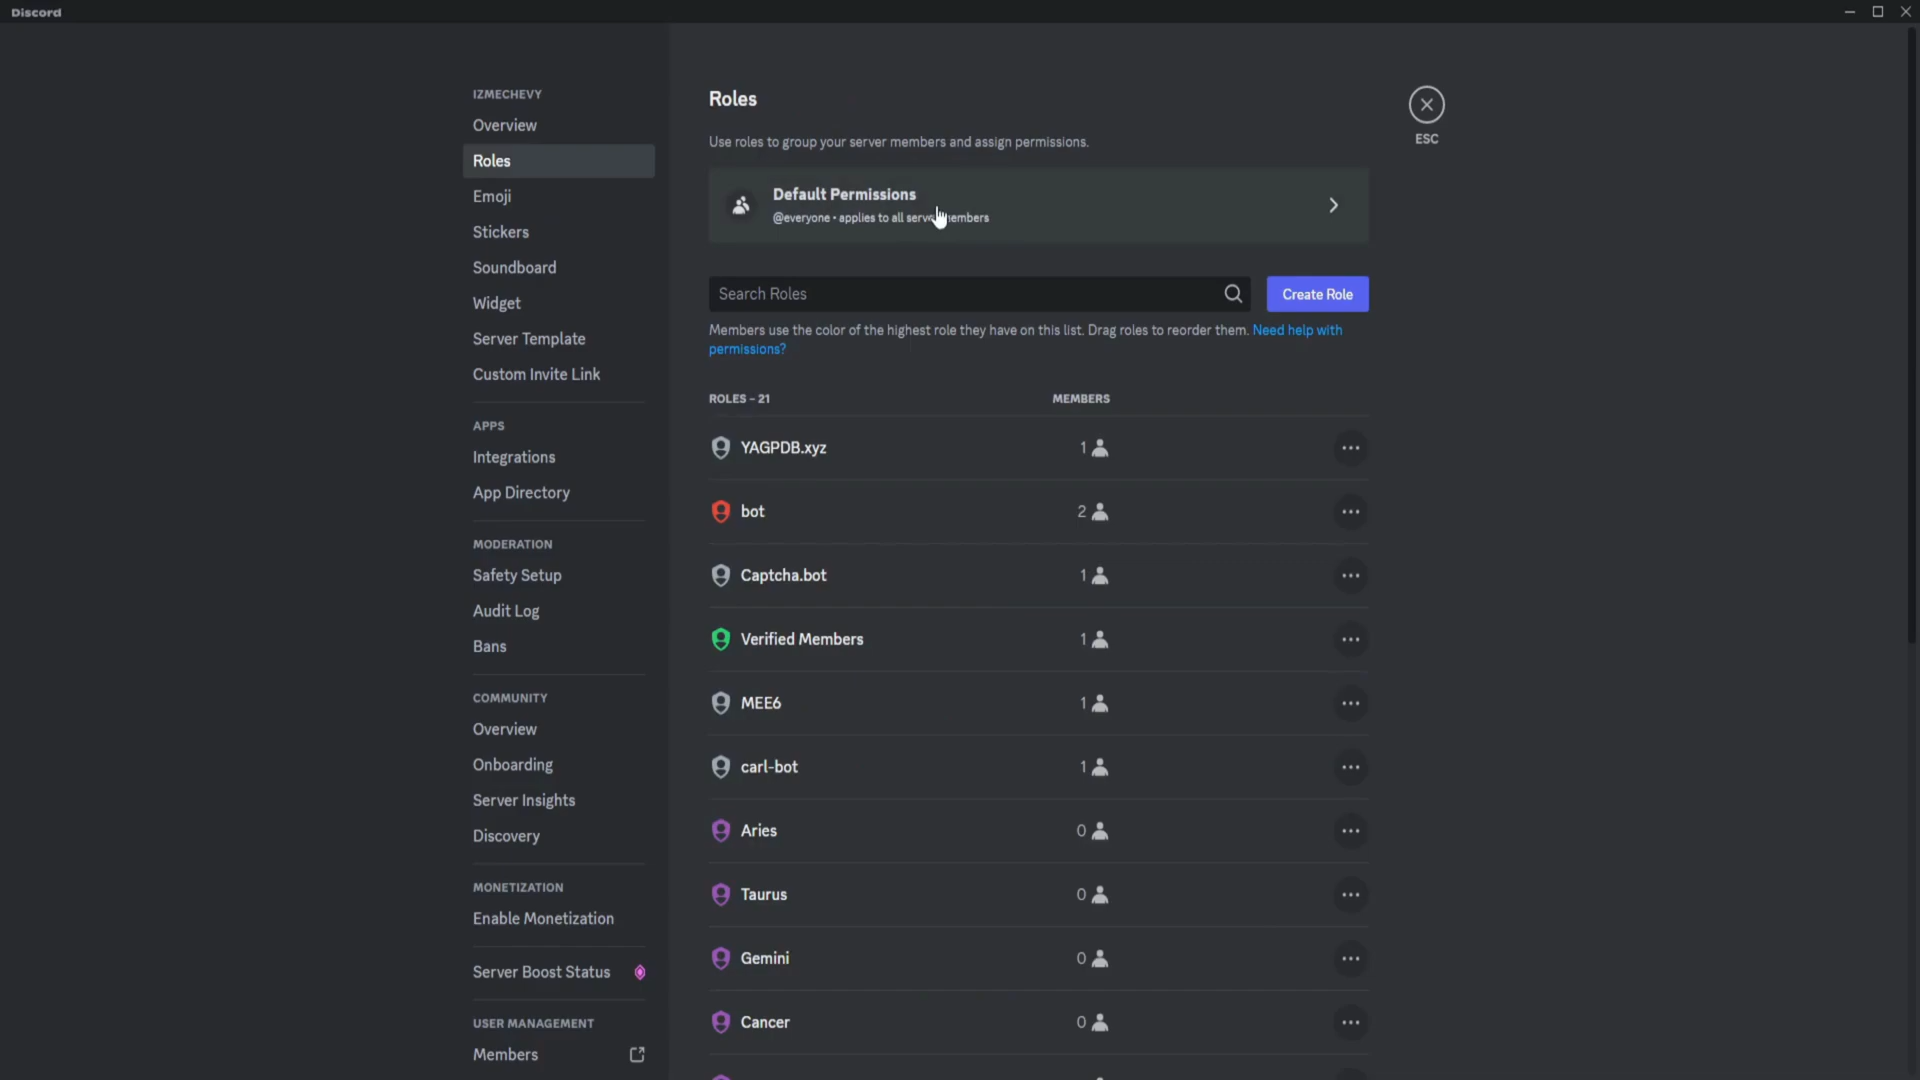 Discord
IZMECHEVY
Overview
Roles
Emoji
Stickers
Soundboard
Widget
Server Template
Custom Invite Link
APPS
Integrations
App Directory
MODERATION
Safety Setup
Audit Log
Bans
COMMUNITY
Overview
Onboarding
Server Insights
Discovery
MONETIZATION
Enable Monetization
Server Boost Status
USER MANAGEMENT
Members
Roles
Use roles to group your server members and assign permissions.
Default Permissions
@everyone • applies to all server members
Search Roles
Create Role
Members use the color of the highest role they have on this list. Drag roles to reorder them. Need help with
permissions?
ROLES – 21 MEMBERS
YAGPDB.xyz 1
bot 2
Captcha.bot 1
Verified Members 1
MEE6 1
carl-bot 1
Aries 0
Taurus 0
Gemini 0
Cancer 0
ESC